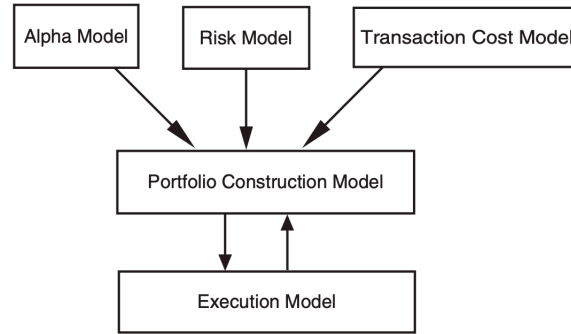 Alpha Model
Risk Model
Transaction Cost Model
Portfolio Construction Model
Execution Model